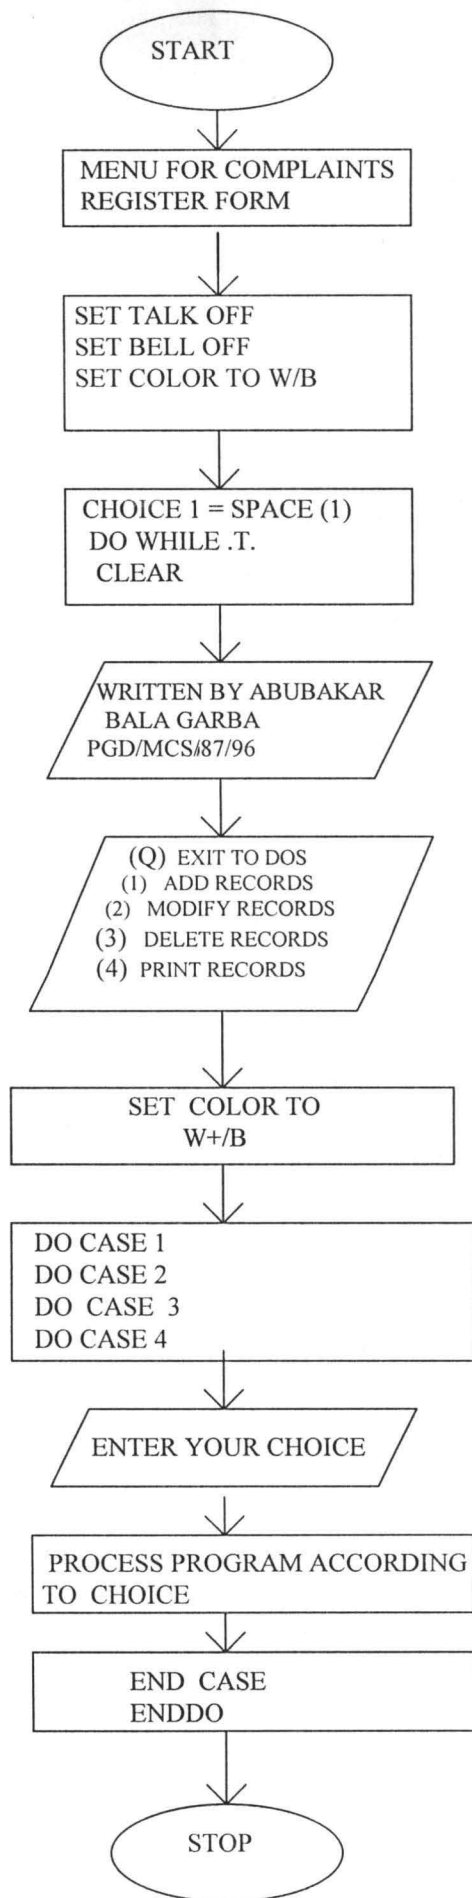 START
MENU FOR COMPLAINTS
REGISTER FORM
SET TALK OFF
SET BELL OFF
SET COLOR TO W/B
CHOICE 1 = SPACE (1)
DO WHILE .T.
CLEAR
WRITTEN BY ABUBAKAR
BALA GARBA
PGD/MCS/87/96
(Q) EXIT TO DOS
(1) ADD RECORDS
(2) MODIFY RECORDS
(3) DELETE RECORDS
(4) PRINT RECORDS
SET COLOR TO
W+/B
DO CASE 1
DO CASE 2
DO CASE 3
DO CASE 4
ENTER YOUR CHOICE
PROCESS PROGRAM ACCORDING
TO CHOICE
END CASE
ENDDO
STOP